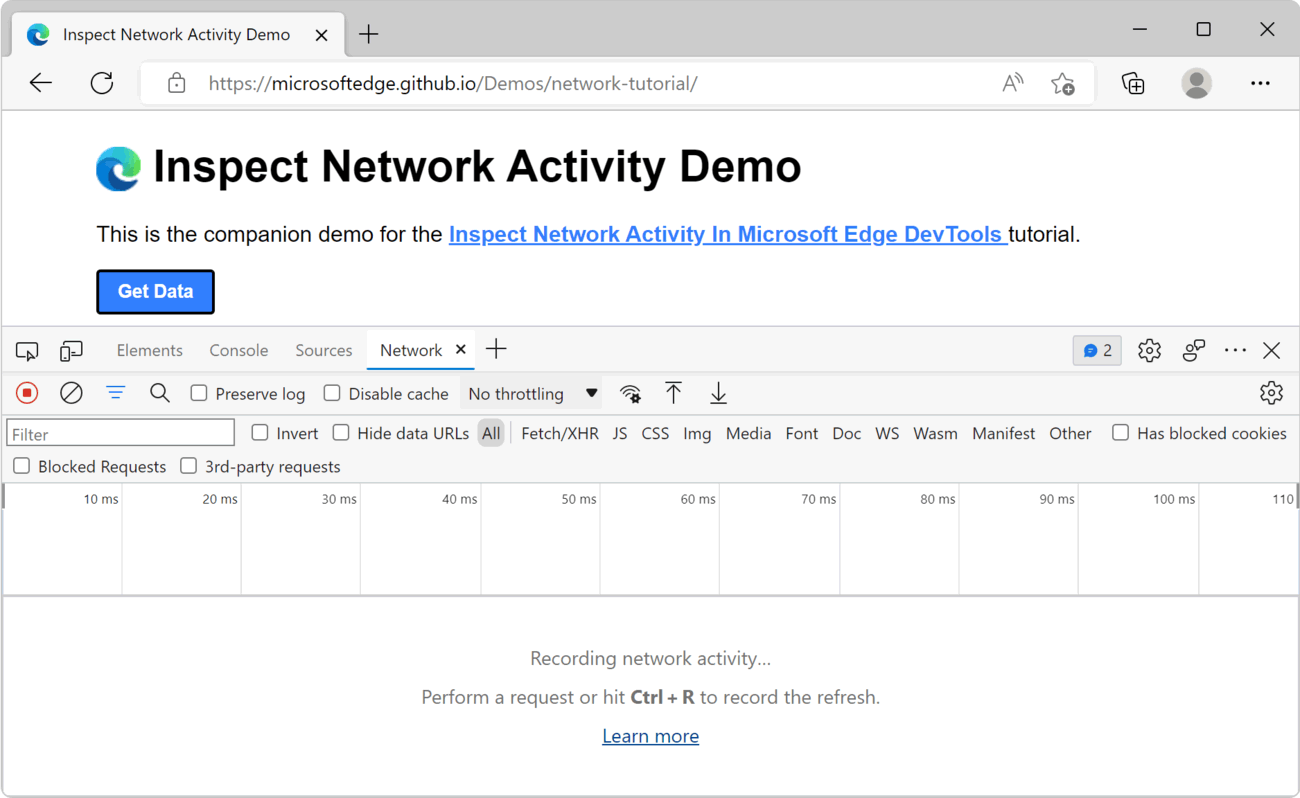 Inspect Network Activity Demo
https://microsoftedge.github.io/Demos/network-tutorial/
Inspect Network Activity Demo
This is the companion demo for the Inspect Network Activity In Microsoft Edge DevTools tutorial.
Get Data
Elements Console Sources Network 2
Preserve log Disable cache No throttling
Filter Invert Hide data URLs All Fetch/XHR JS CSS Img Media Font Doc WS Wasm Manifest Other Has blocked cookies
Blocked Requests 3rd-party requests
10 ms 20 ms 30 ms 40 ms 50 ms 60 ms 70 ms 80 ms 90 ms 100 ms 110
Recording network activity...
Perform a request or hit Ctrl + R to record the refresh.
Learn more